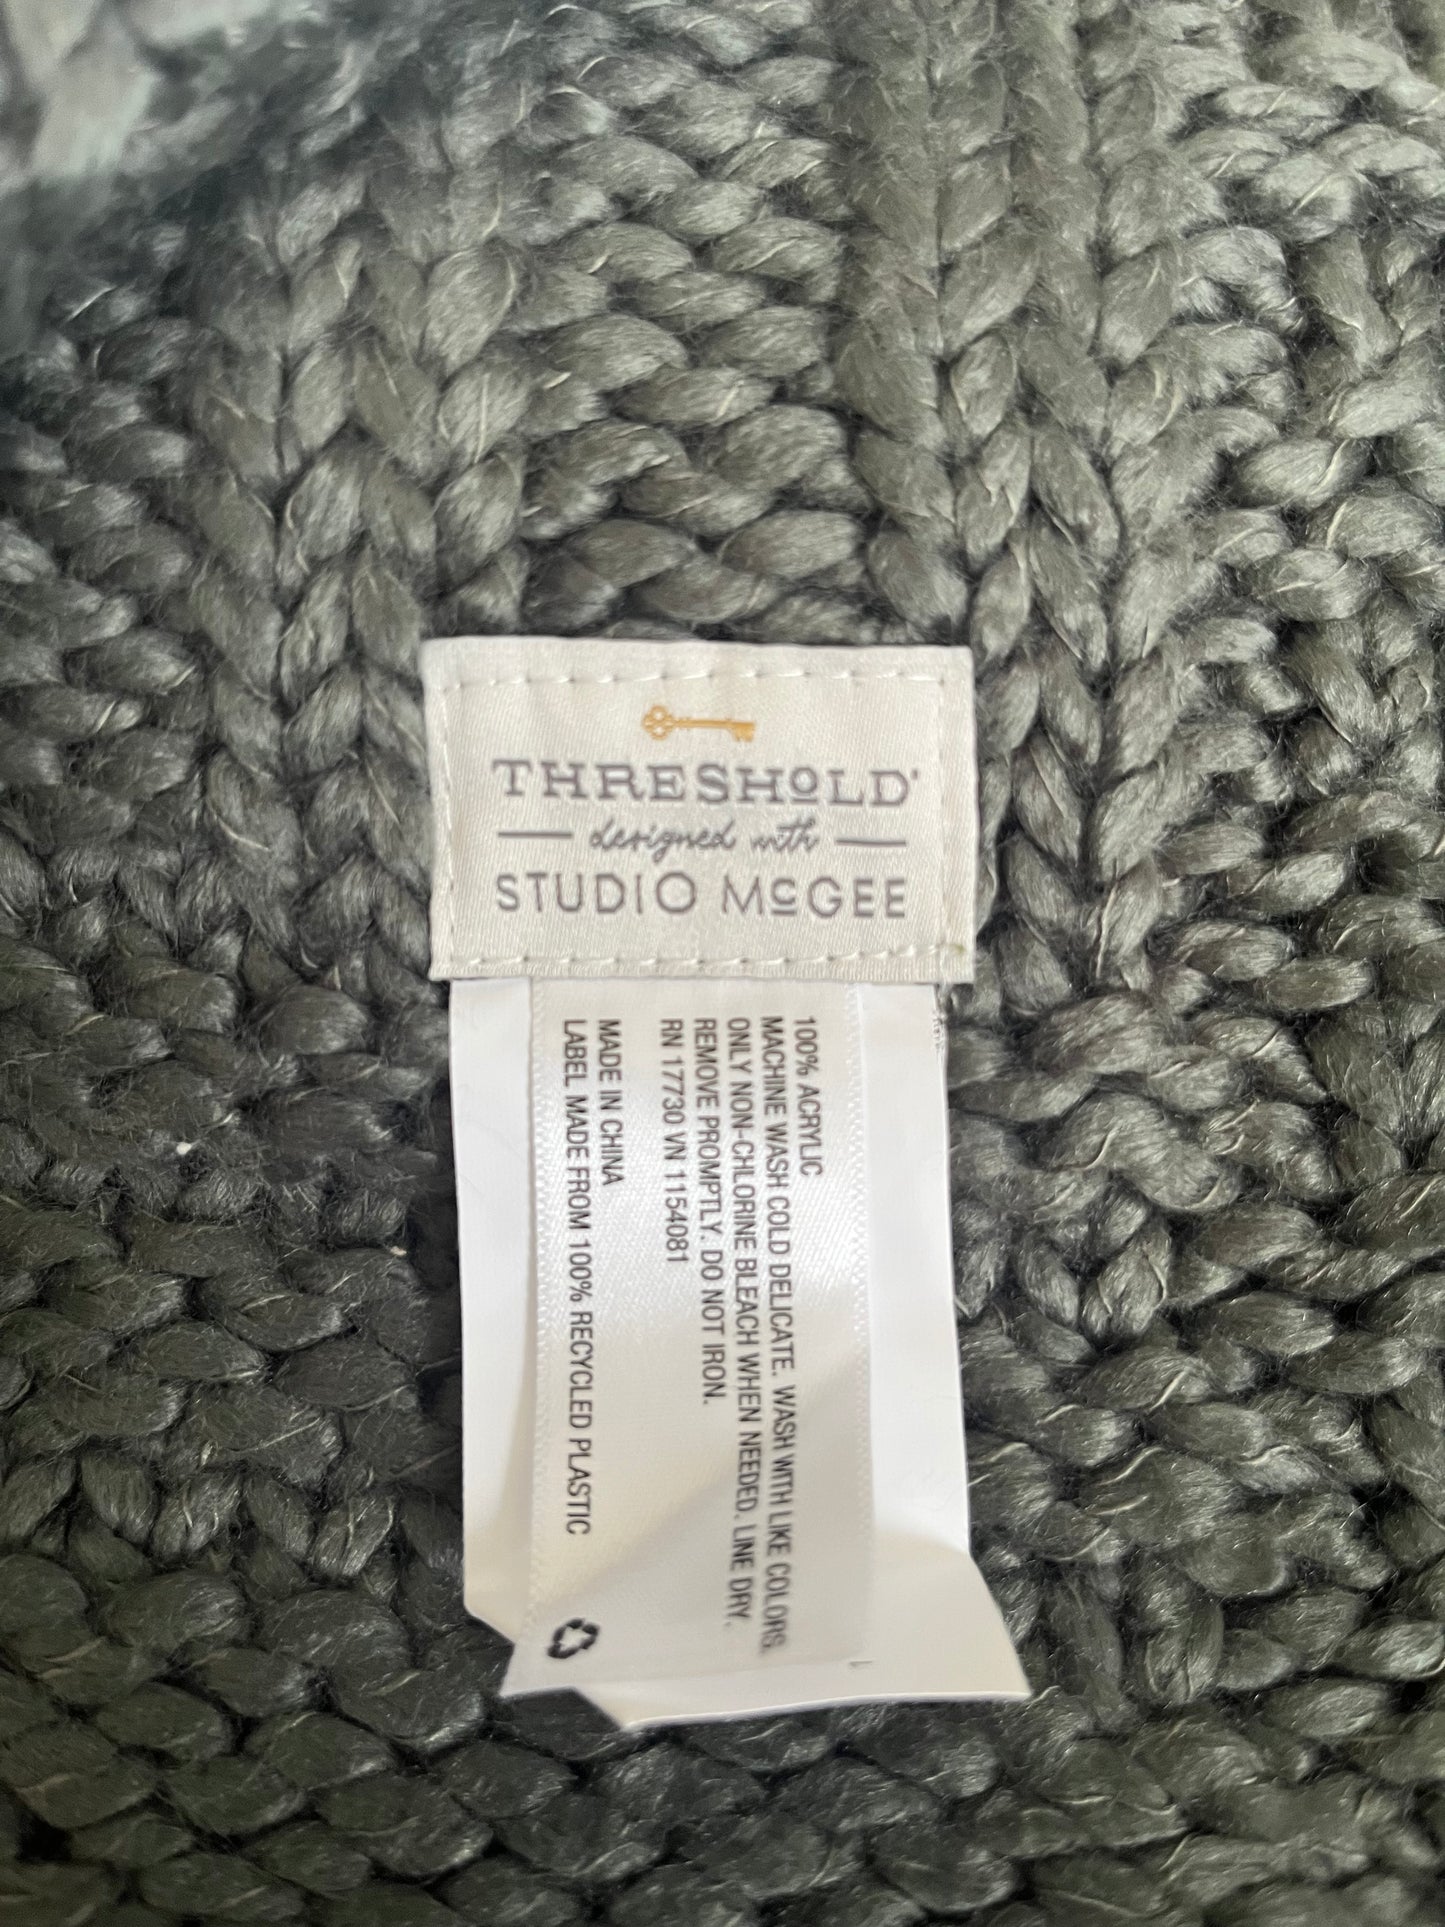 THRESHOLD
designed with
STUDIO McGEE
100% ACRYLIC
MACHINE WASH COLD DELICATE. WASH WITH LIKE COLORS.
ONLY NON-CHLORINE BLEACH WHEN NEEDED. LINE DRY.
REMOVE PROMPTLY. DO NOT IRON.
RN 17730 VN 1154081
MADE IN CHINA
LABEL MADE FROM 100% RECYCLED PLASTIC